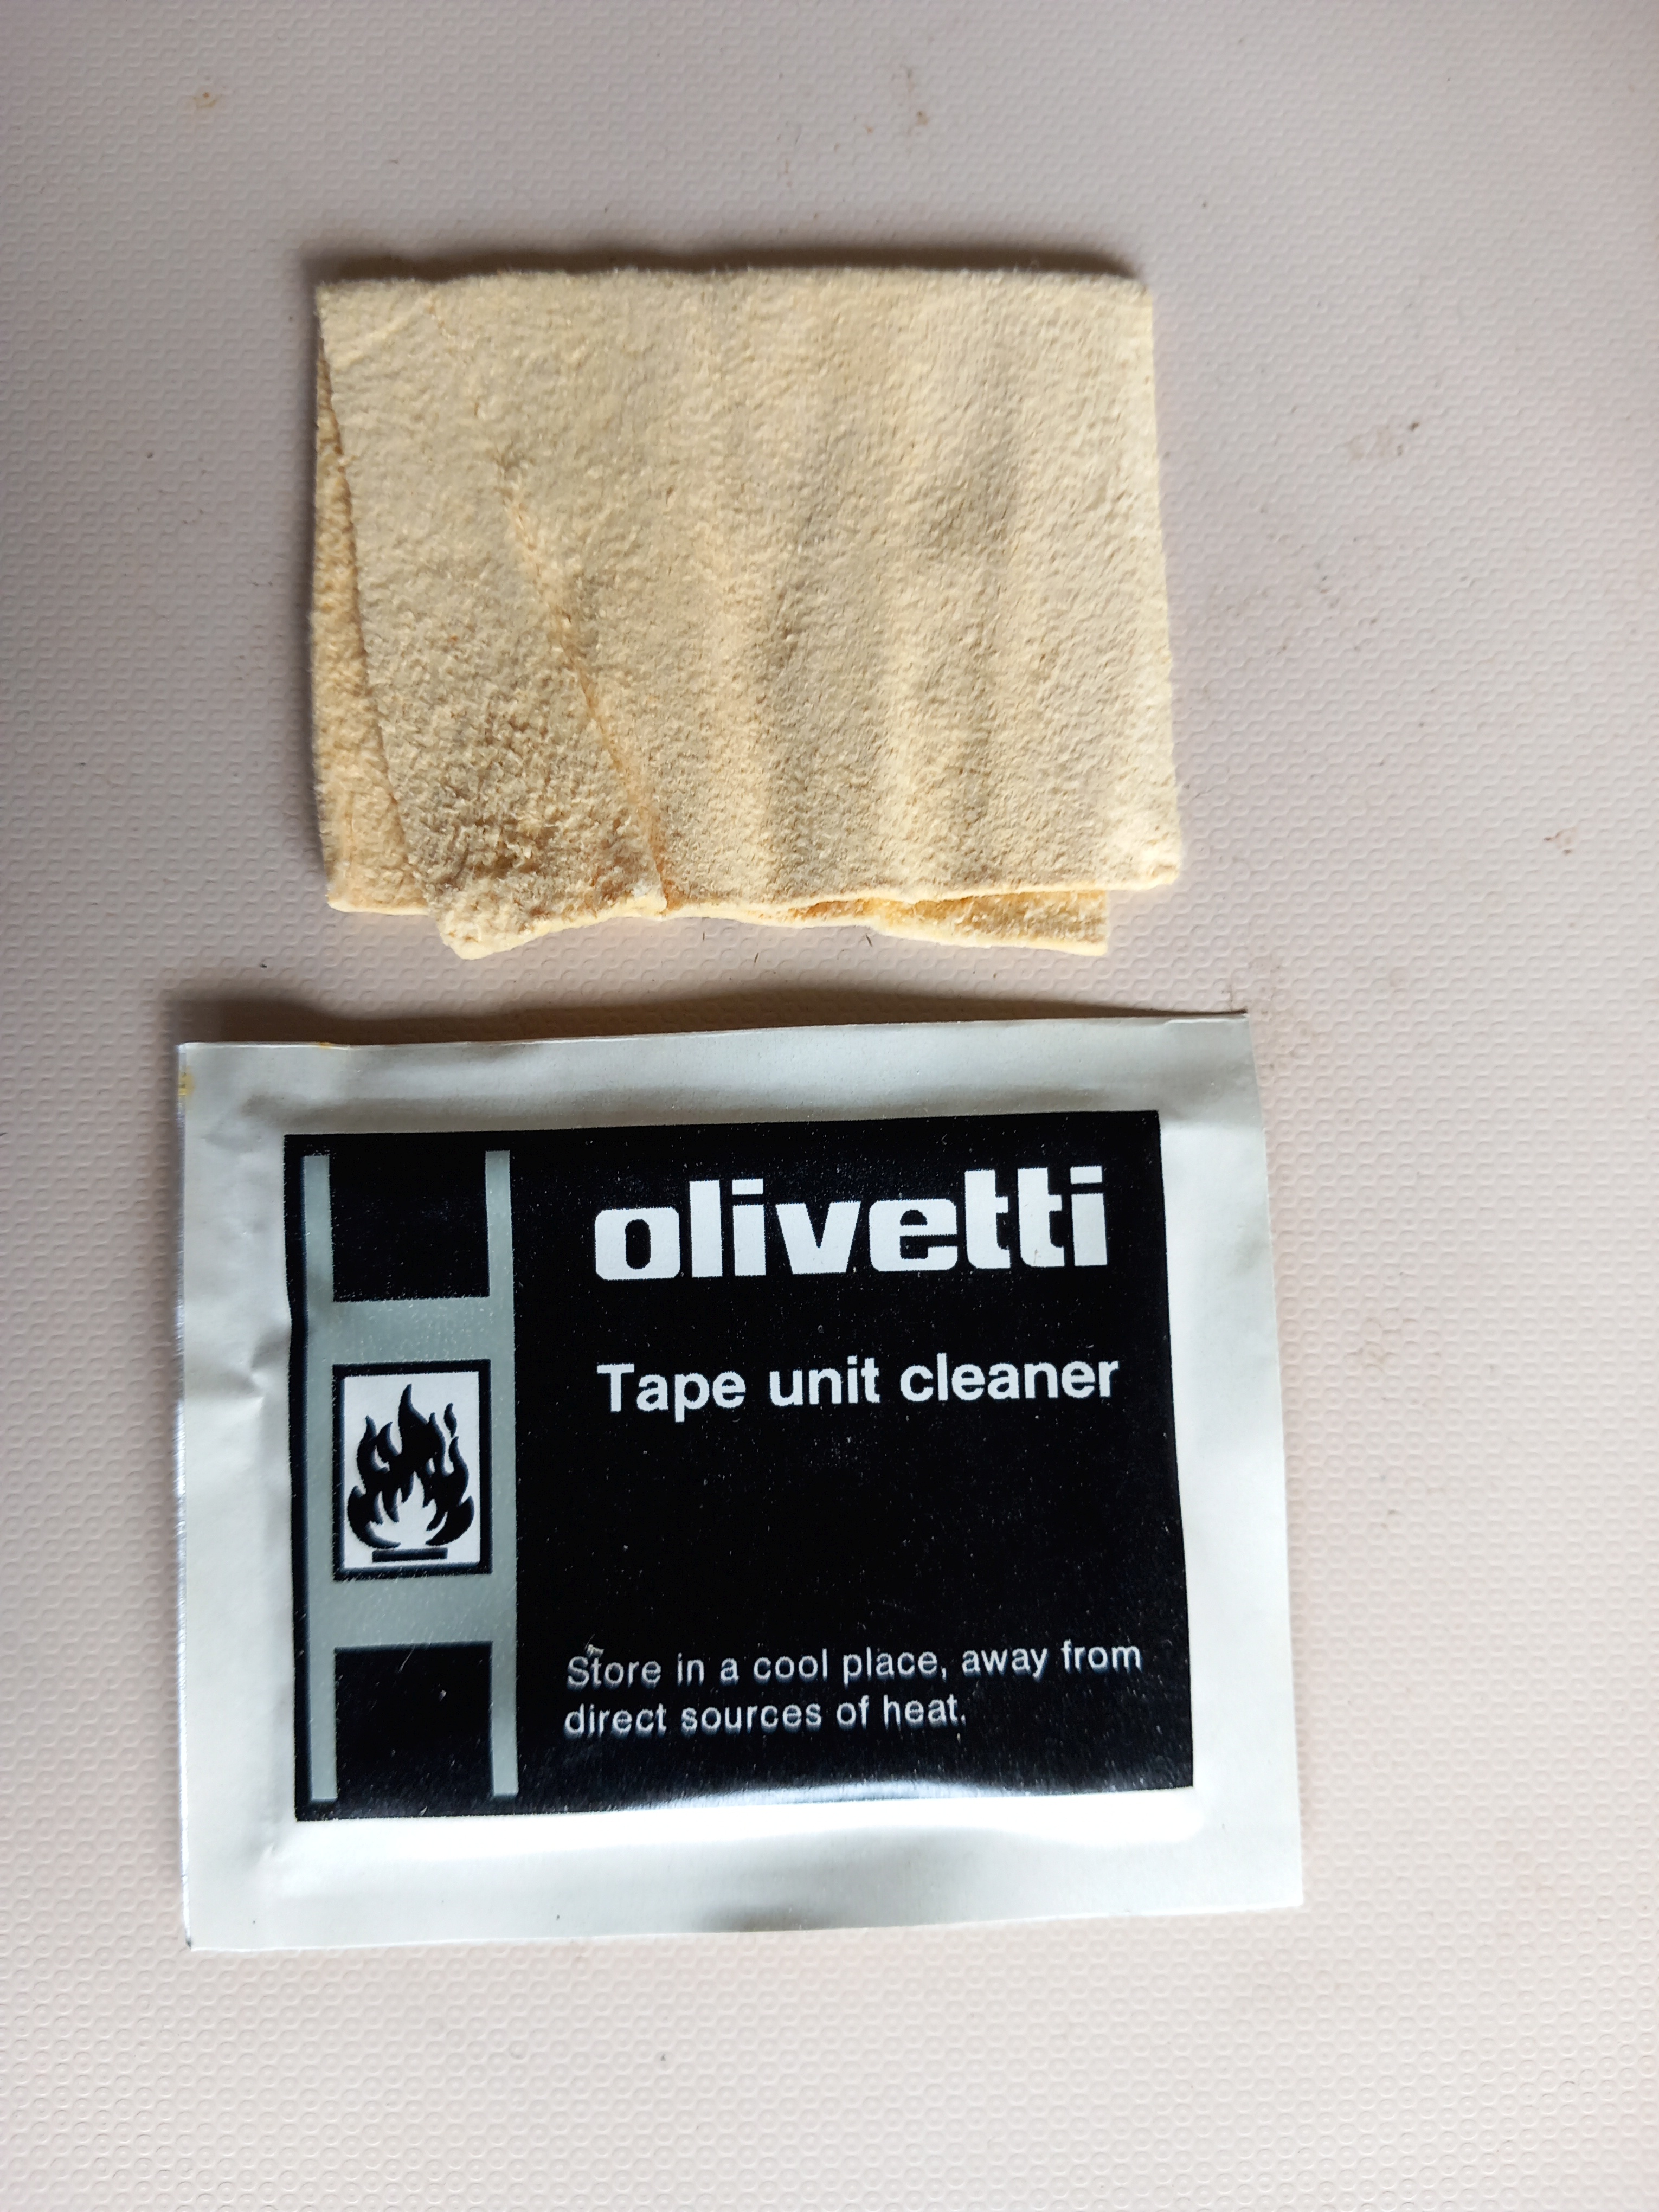 olivetti
Tape unit cleaner
Store in a cool place, away from
direct sources of heat.